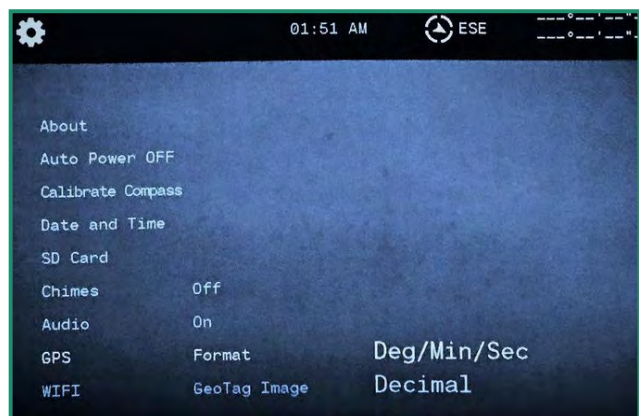 01:51 AM ESE ---°--'--"
---°--'--"
About
Auto Power OFF
Calibrate Compass
Date and Time
SD Card
Chimes Off
Audio On
GPS Format Deg/Min/Sec
WIFI GeoTag Image Decimal